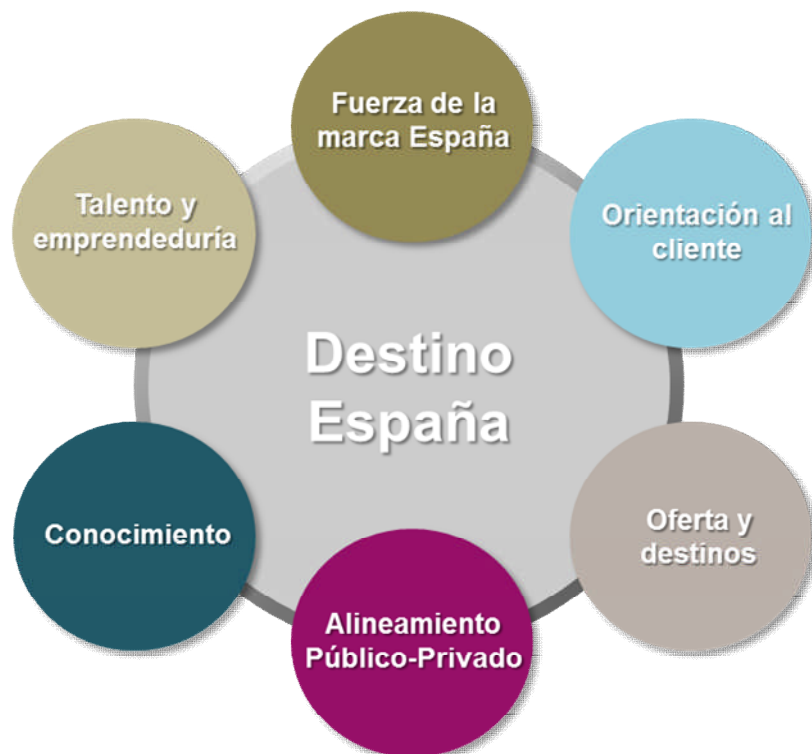 Fuerza de la
marca España
Talento y
emprendeduría
Orientación al
cliente
Destino
España
Conocimiento
Oferta y
destinos
Alineamiento
Público-Privado